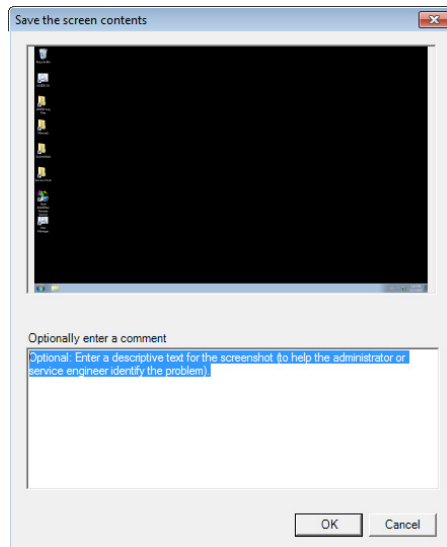 Save the screen contents
Optionally enter a comment
Optional: Enter a descriptive text for the screenshot (to help the administrator or
service engineer identify the problem).
OK
Cancel